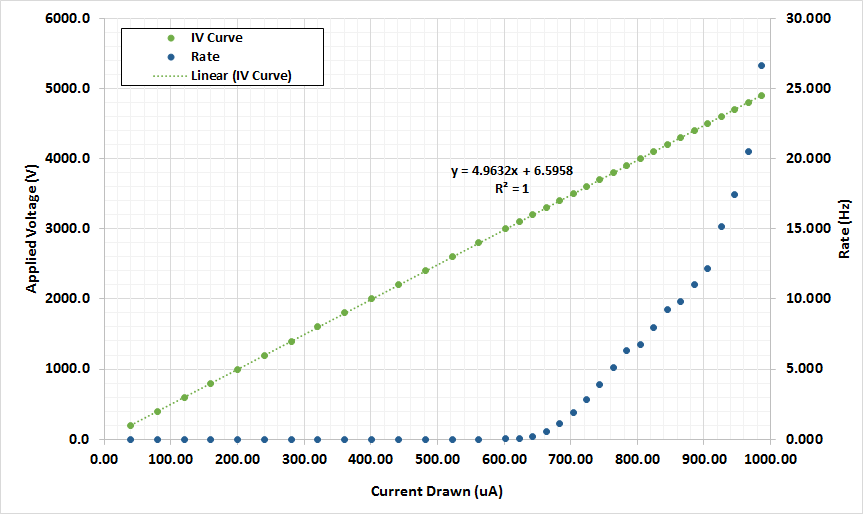 6000.0
5000.0
4000.0
3000.0
2000.0
1000.0
0.0
Applied Voltage (V)
IV Curve
Rate
Linear (IV Curve)
y = 4.9632x + 6.5958
R² = 1
30.000
25.000
20.000
15.000
10.000
5.000
0.000
Rate (Hz)
0.00 100.00 200.00 300.00 400.00 500.00 600.00 700.00 800.00 900.00 1000.00
Current Drawn (uA)